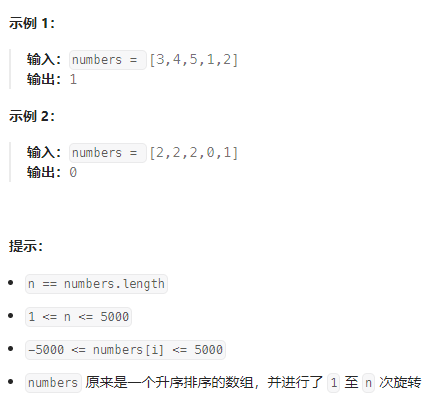 示例 1：
输入：numbers = [3,4,5,1,2]
输出：1
示例 2：
输入：numbers = [2,2,2,0,1]
输出：0
提示：
• n == numbers.length
• 1 <= n <= 5000
• -5000 <= numbers[i] <= 5000
• numbers 原来是一个升序排序的数组，并进行了 1 至 n 次旋转